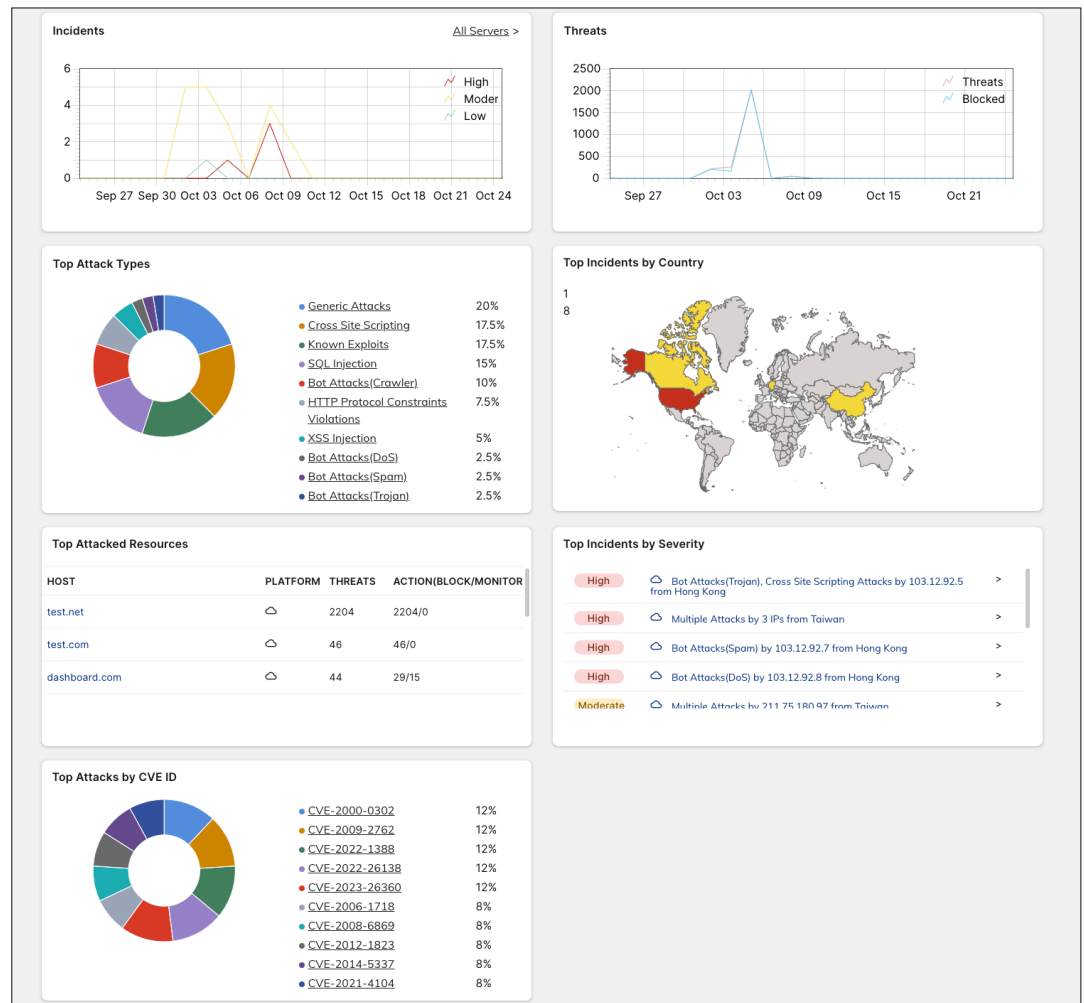 Incidents
All Servers >
6
4
2
0
High
Moder
Low
Sep 27 Sep 30 Oct 03 Oct 06 Oct 09 Oct 12 Oct 15 Oct 18 Oct 21 Oct 24
Threats
2500
2000
1500
1000
500
0
Threats
Blocked
Sep 27 Oct 03 Oct 09 Oct 15 Oct 21
Top Attack Types
Generic Attacks 20%
Cross Site Scripting 17.5%
Known Exploits 17.5%
SQL Injection 15%
Bot Attacks(Crawler) 10%
HTTP Protocol Constraints 7.5%
Violations
XSS Injection 5%
Bot Attacks(DoS) 2.5%
Bot Attacks(Spam) 2.5%
Bot Attacks(Trojan) 2.5%
Top Incidents by Country
1
8
Top Attacked Resources
HOST PLATFORM THREATS ACTION(BLOCK/MONITOR
test.net 2204 2204/0
test.com 46 46/0
dashboard.com 44 29/15
Top Incidents by Severity
High Bot Attacks(Trojan), Cross Site Scripting Attacks by 103.12.92.5 >
from Hong Kong
High Multiple Attacks by 3 IPs from Taiwan >
High Bot Attacks(Spam) by 103.12.92.7 from Hong Kong >
High Bot Attacks(DoS) by 103.12.92.8 from Hong Kong >
Moderate Multiple Attacks by 211.75.180.97 from Taiwan >
Top Attacks by CVE ID
CVE-2000-0302 12%
CVE-2009-2762 12%
CVE-2022-1388 12%
CVE-2022-26138 12%
CVE-2023-26360 12%
CVE-2006-1718 8%
CVE-2008-6869 8%
CVE-2012-1823 8%
CVE-2014-5337 8%
CVE-2021-4104 8%